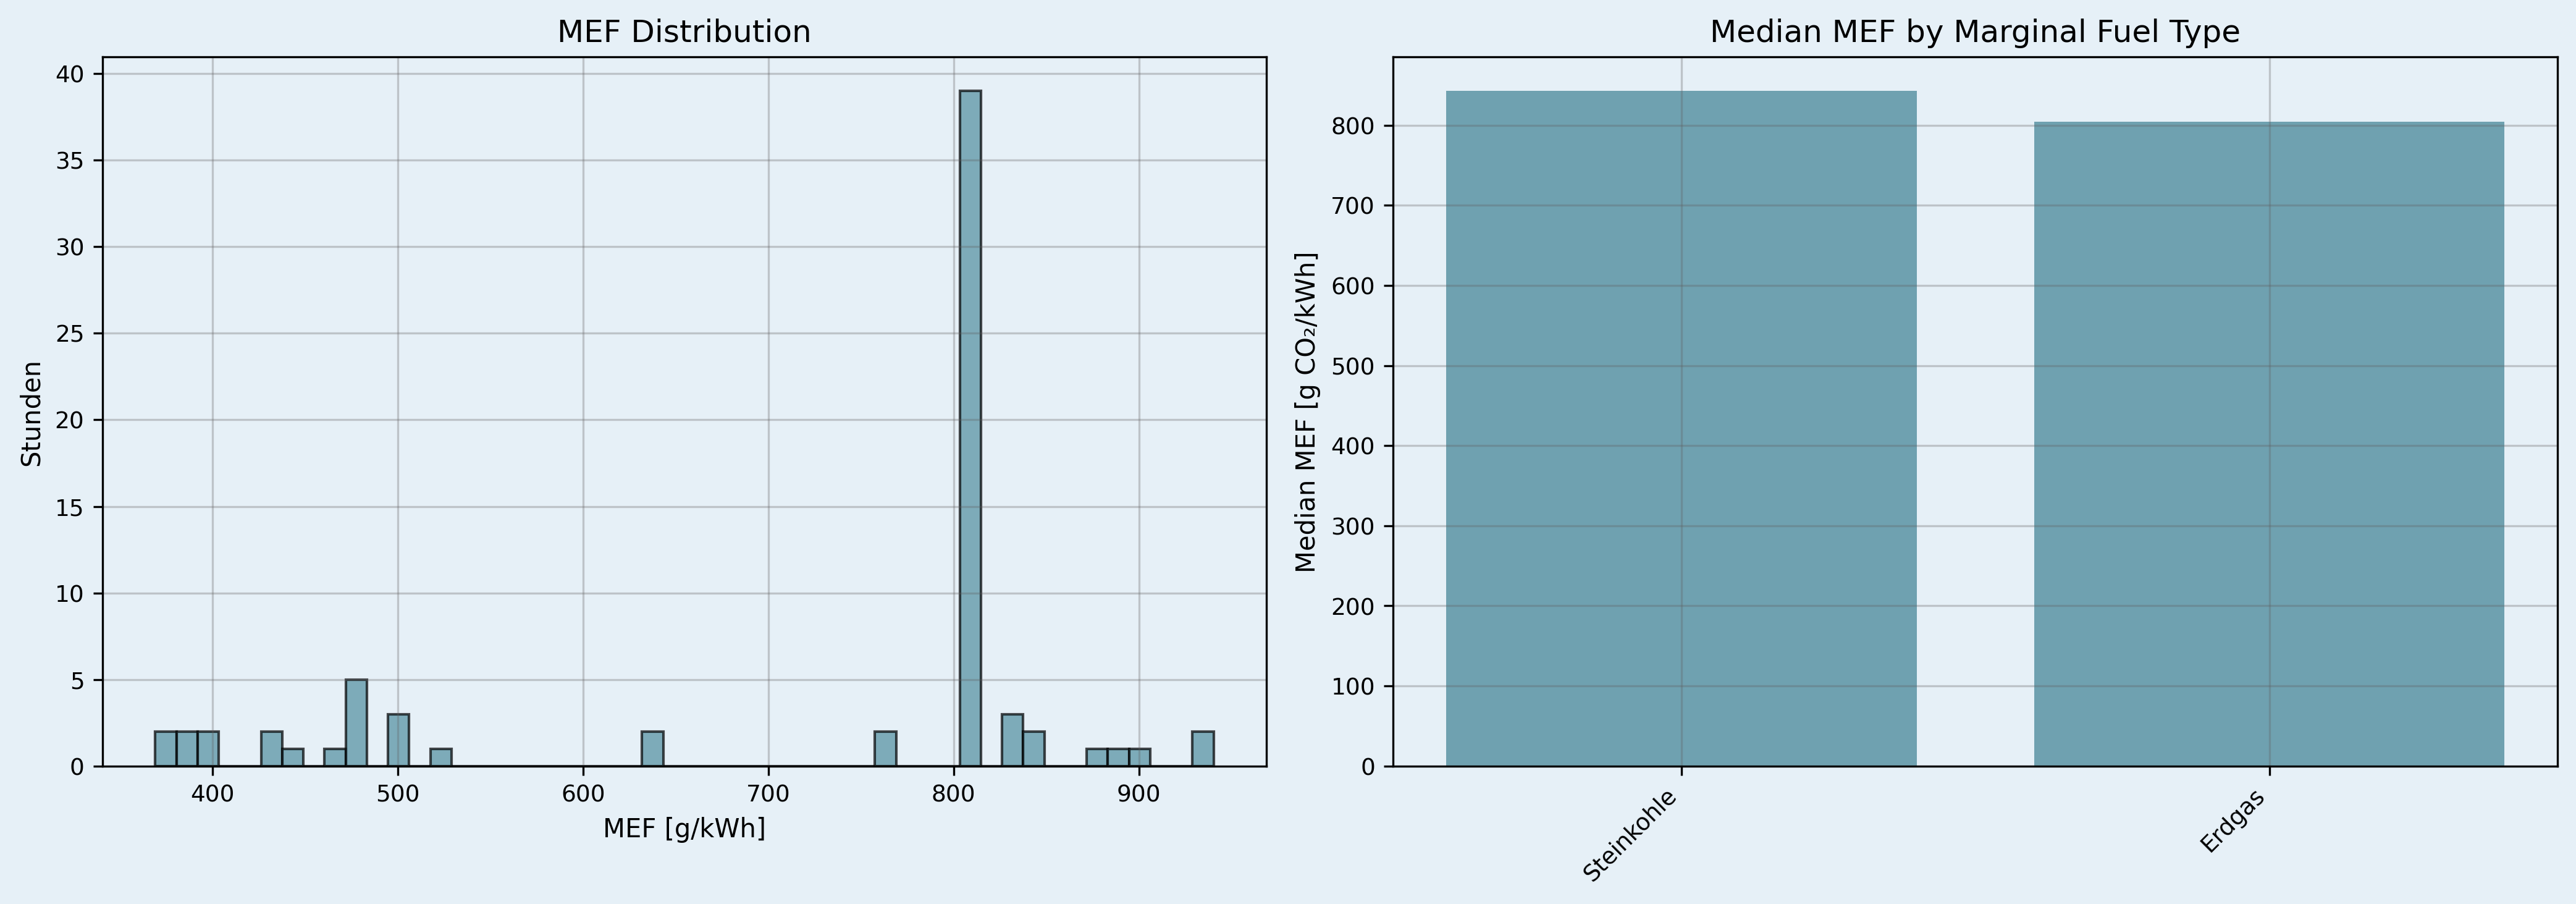 MEF Distribution
Stunden
40
35
30
25
20
15
10
5
0
400 500 600 700 800 900
MEF [g/kWh]
Median MEF by Marginal Fuel Type
Median MEF [g CO₂/kWh]
800
700
600
500
400
300
200
100
0
Steinkohle
Erdgas